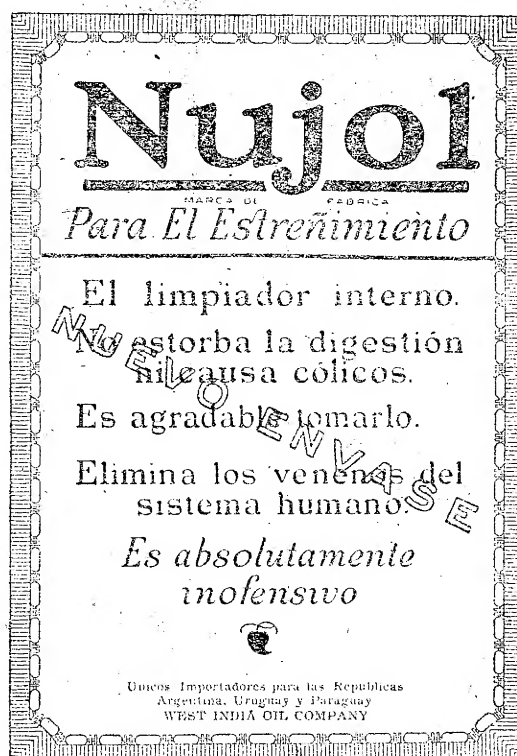 Nujol
MARCA DE FABRICA
Para El Estreñimiento
El limpiador interno.
No estorba la digestión
ni causa cólicos.
Es agradable tomarlo.
Elimina los venenos del
sistema humano.
NUEVO ENVASE
Es absolutamente
inofensivo
Unicos Importadores para las Republicas
Argentina, Uruguay y Paraguay
WEST INDIA OIL COMPANY